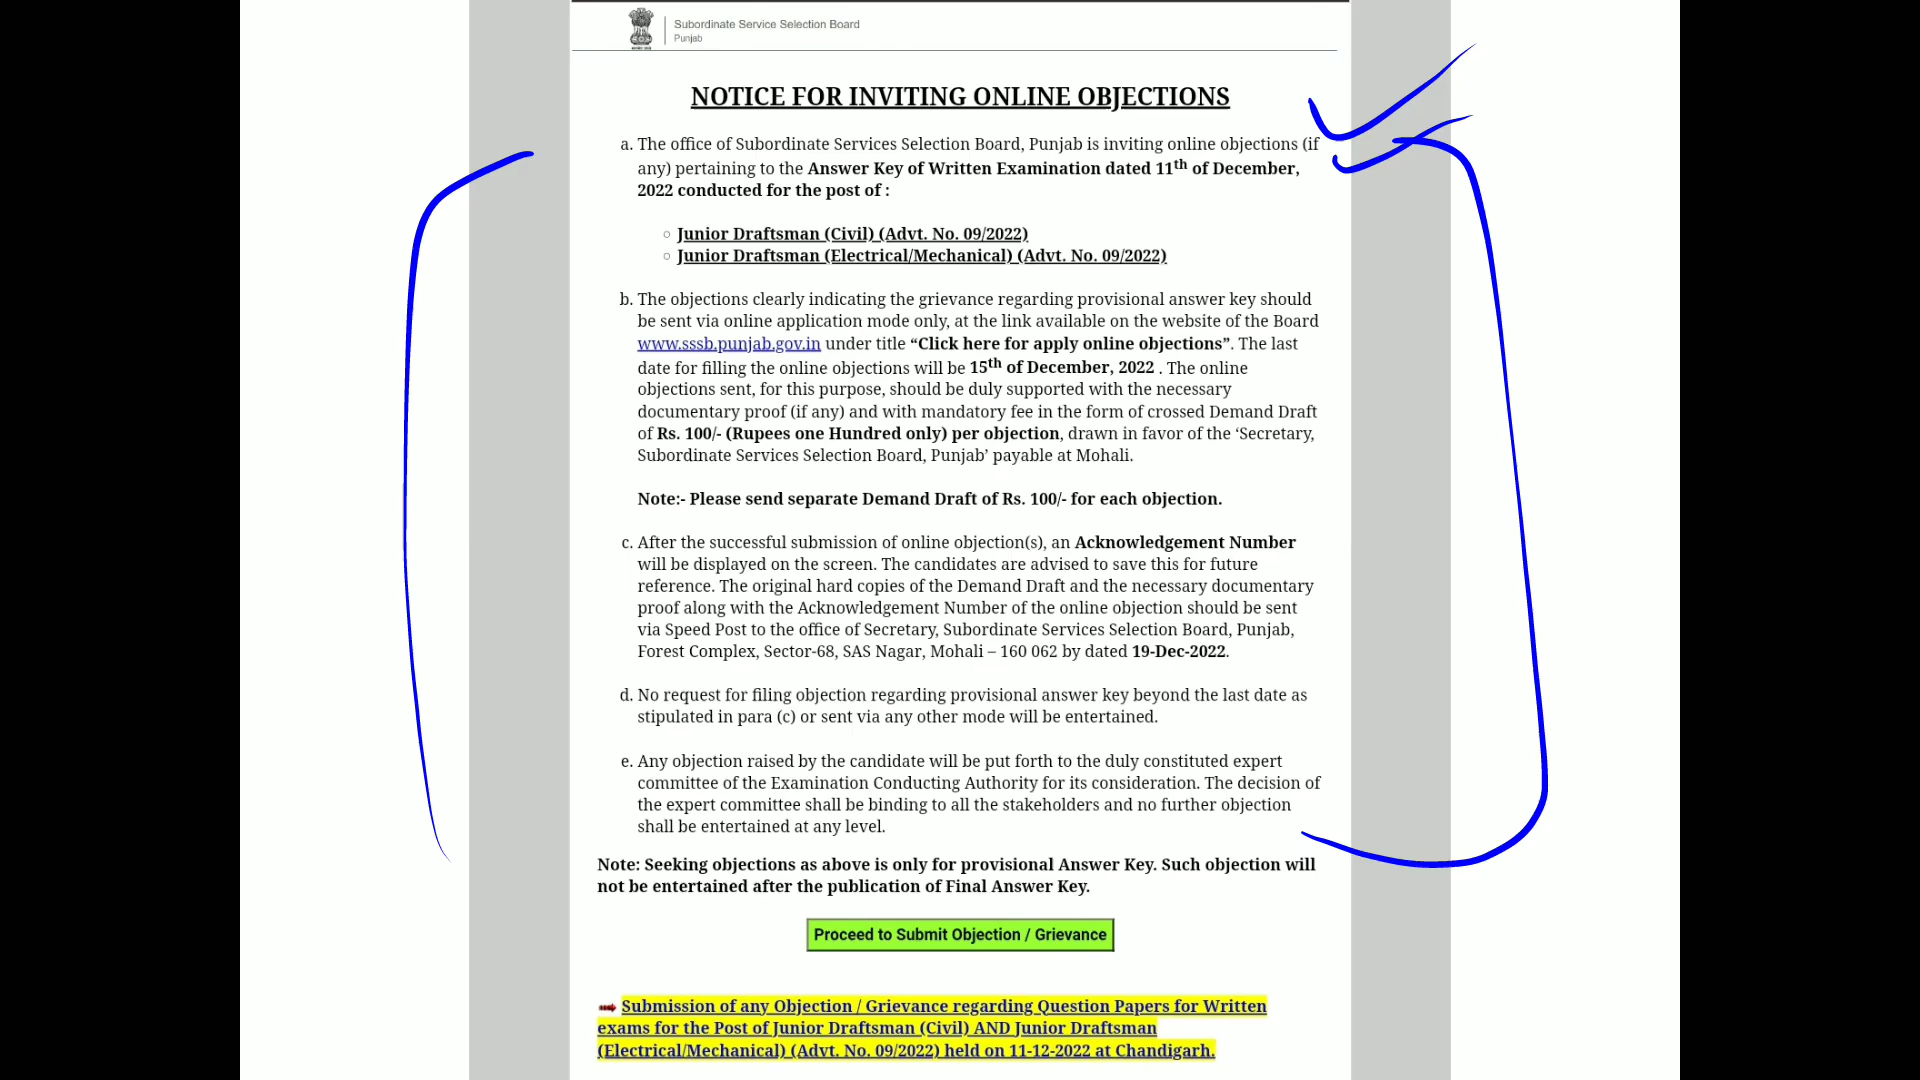 Subordinate Service Selection Board
Punjab
NOTICE FOR INVITING ONLINE OBJECTIONS
a. The office of Subordinate Services Selection Board, Punjab is inviting online objections (if
any) pertaining to the Answer Key of Written Examination dated 11th of December,
2022 conducted for the post of :
○ Junior Draftsman (Civil) (Advt. No. 09/2022)
○ Junior Draftsman (Electrical/Mechanical) (Advt. No. 09/2022)
b. The objections clearly indicating the grievance regarding provisional answer key should
be sent via online application mode only, at the link available on the website of the Board
www.sssb.punjab.gov.in under title “Click here for apply online objections”. The last
date for filling the online objections will be 15th of December, 2022 . The online
objections sent, for this purpose, should be duly supported with the necessary
documentary proof (if any) and with mandatory fee in the form of crossed Demand Draft
of Rs. 100/- (Rupees one Hundred only) per objection, drawn in favor of the ‘Secretary,
Subordinate Services Selection Board, Punjab’ payable at Mohali.
Note:- Please send separate Demand Draft of Rs. 100/- for each objection.
c. After the successful submission of online objection(s), an Acknowledgement Number
will be displayed on the screen. The candidates are advised to save this for future
reference. The original hard copies of the Demand Draft and the necessary documentary
proof along with the Acknowledgement Number of the online objection should be sent
via Speed Post to the office of Secretary, Subordinate Services Selection Board, Punjab,
Forest Complex, Sector-68, SAS Nagar, Mohali – 160 062 by dated 19-Dec-2022.
d. No request for filing objection regarding provisional answer key beyond the last date as
stipulated in para (c) or sent via any other mode will be entertained.
e. Any objection raised by the candidate will be put forth to the duly constituted expert
committee of the Examination Conducting Authority for its consideration. The decision of
the expert committee shall be binding to all the stakeholders and no further objection
shall be entertained at any level.
Note: Seeking objections as above is only for provisional Answer Key. Such objection will
not be entertained after the publication of Final Answer Key.
Proceed to Submit Objection / Grievance
Submission of any Objection / Grievance regarding Question Papers for Written
exams for the Post of Junior Draftsman (Civil) AND Junior Draftsman
(Electrical/Mechanical) (Advt. No. 09/2022) held on 11-12-2022 at Chandigarh.